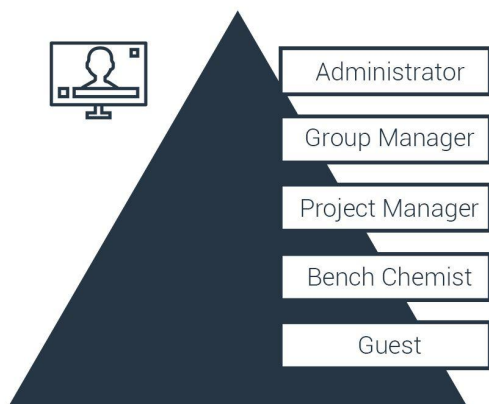 Administrator
Group Manager
Project Manager
Bench Chemist
Guest